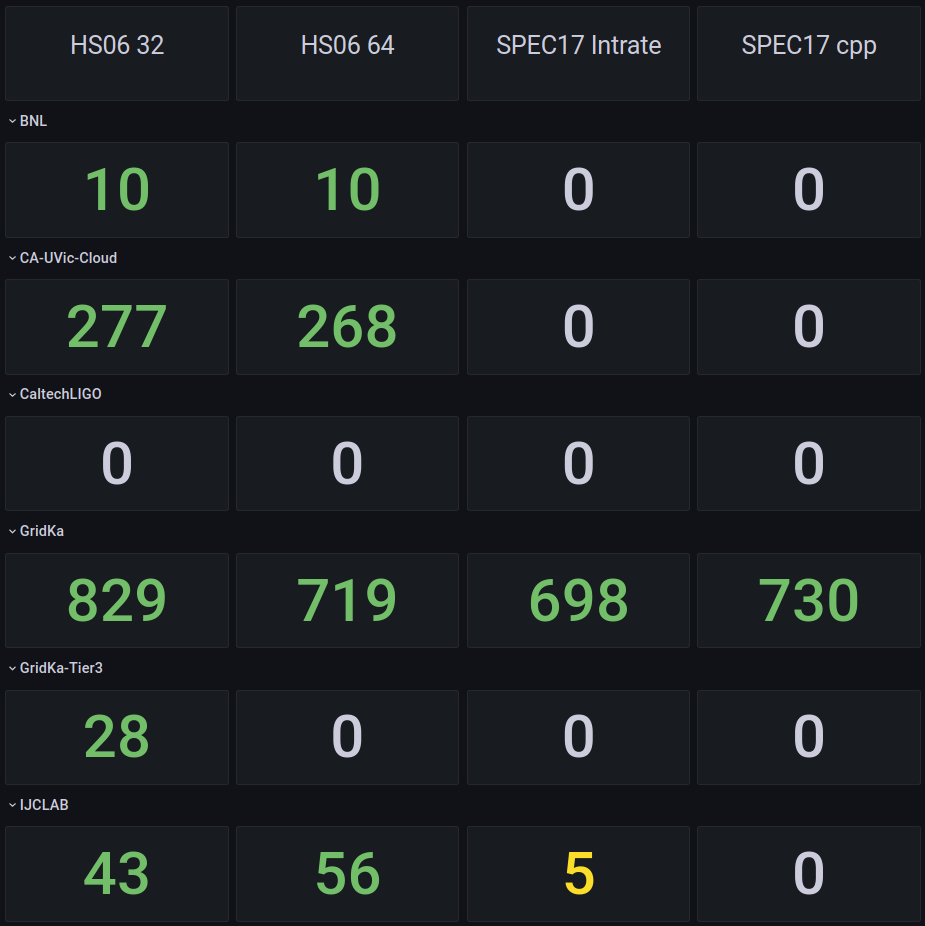 HS06 32 HS06 64 SPEC17 Intrate SPEC17 cpp
BNL
10 10 0 0
CA-UVic-Cloud
277 268 0 0
CaltechLIGO
0 0 0 0
GridKa
829 719 698 730
GridKa-Tier3
28 0 0 0
IJCLAB
43 56 5 0